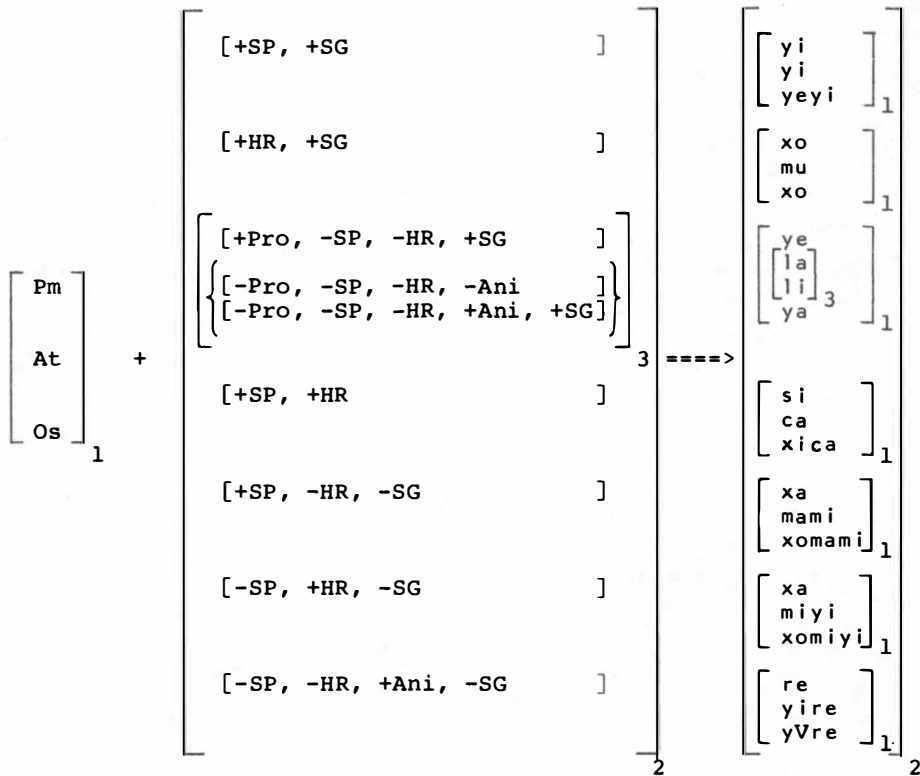 [+SP, +SG ] yi
yi
yeyi 1
[+HR, +SG ] xo
mu
xo 1
[+Pro, -SP, -HR, +SG ] ye
[-Pro, -SP, -HR, -Ani ] la
[-Pro, -SP, -HR, +Ani, +SG] li 3
ya 1
Pm
At + 3 ====>
Os 1
[+SP, +HR ] si
ca
xica 1
[+SP, -HR, -SG ] xa
mami
xomami 1
[-SP, +HR, -SG ] xa
miyi
xomiyi 1
[-SP, -HR, +Ani, -SG ] re
yire
yVre 1
2 2